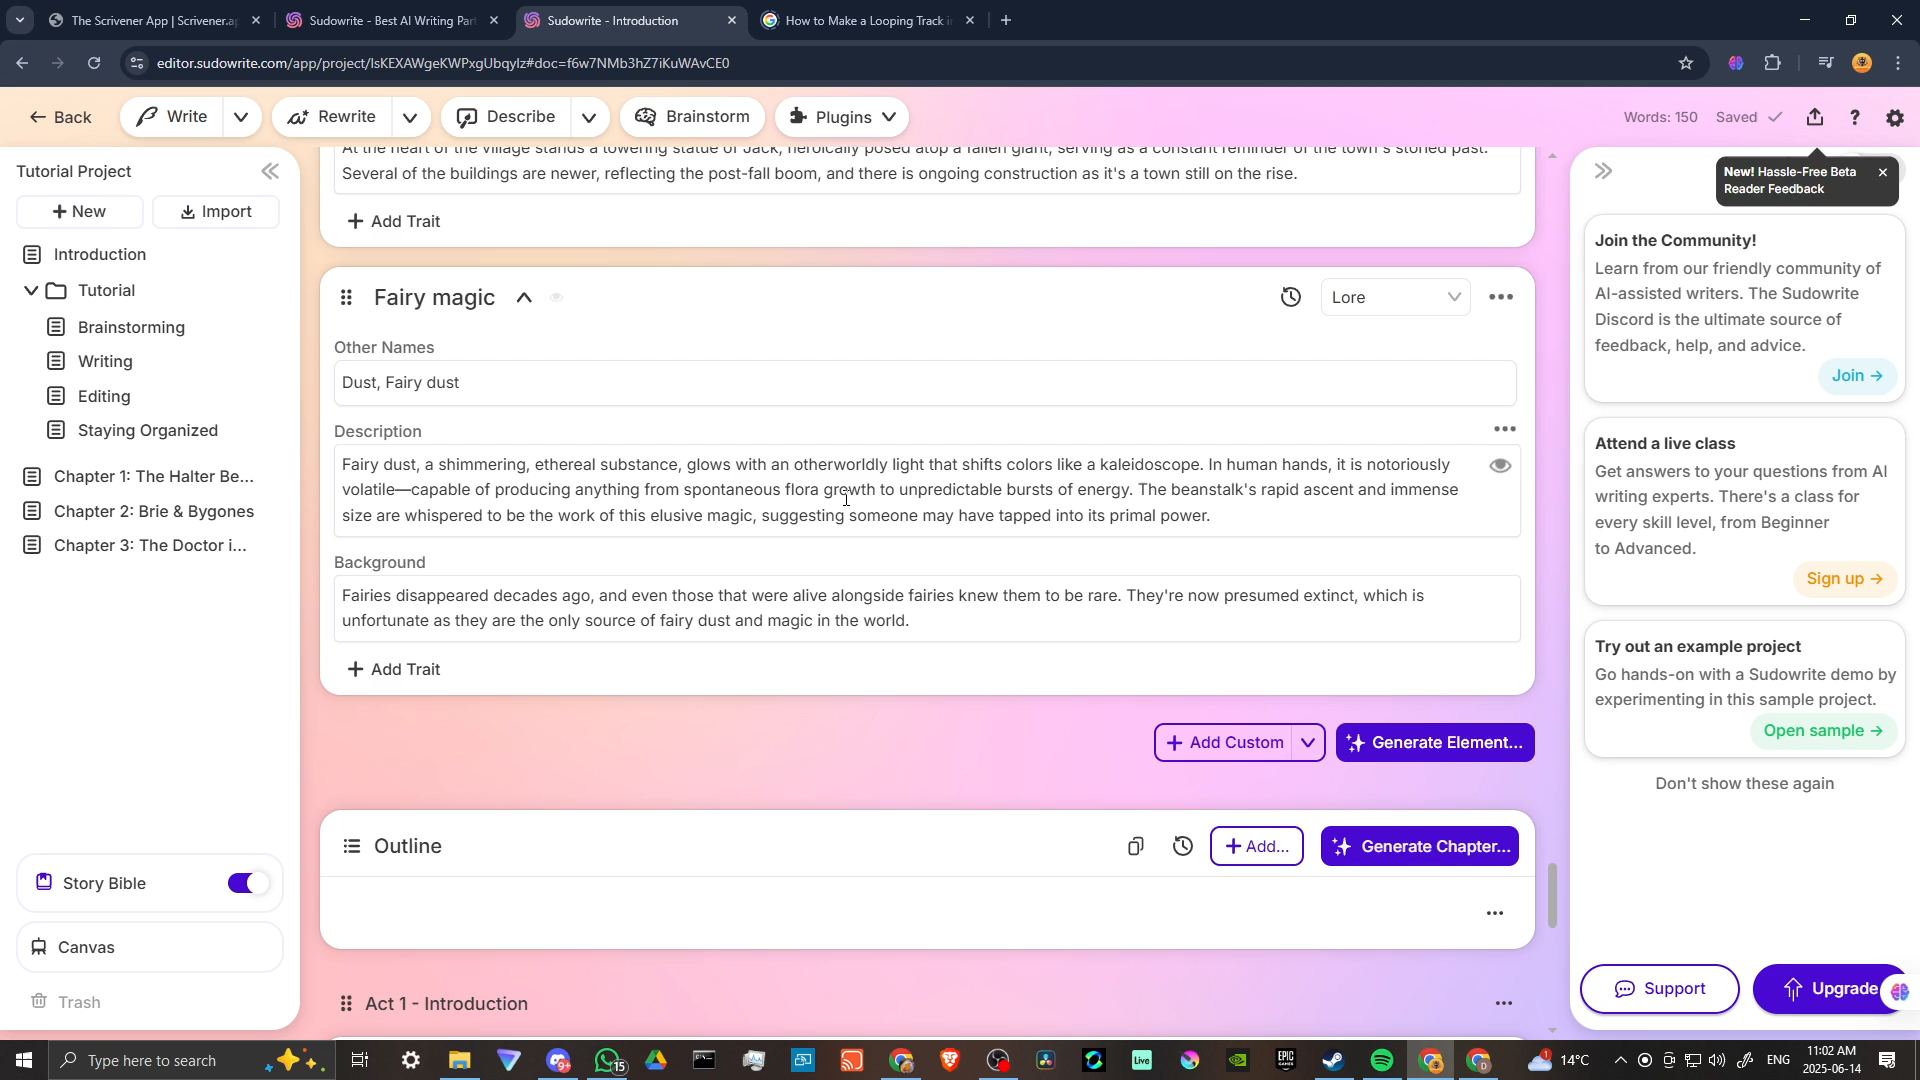 The Scrivener App | Scrivener.ap
Sudowrite - Best AI Writing Part
Sudowrite - Introduction
How to Make a Looping Track in
editor.sudowrite.com/app/project/IsKEXAWgeKWPxgUbqylz#doc=f6w7NMb3hZ7iKuWAvCE0
Back
Write
Rewrite
Describe
Brainstorm
Plugins
Words: 150
Saved
Tutorial Project
New
Import
Introduction
Tutorial
Brainstorming
Writing
Editing
Staying Organized
Chapter 1: The Halter Be...
Chapter 2: Brie & Bygones
Chapter 3: The Doctor i...
Story Bible
Canvas
Trash
At the heart of the village stands a towering statue of Jack, heroically posed atop a fallen giant, serving as a constant reminder of the town's storied past.
Several of the buildings are newer, reflecting the post-fall boom, and there is ongoing construction as it's a town still on the rise.
Add Trait
Fairy magic
Lore
Other Names
Dust, Fairy dust
Description
Fairy dust, a shimmering, ethereal substance, glows with an otherworldly light that shifts colors like a kaleidoscope. In human hands, it is notoriously
volatile—capable of producing anything from spontaneous flora growth to unpredictable bursts of energy. The beanstalk's rapid ascent and immense
size are whispered to be the work of this elusive magic, suggesting someone may have tapped into its primal power.
Background
Fairies disappeared decades ago, and even those that were alive alongside fairies knew them to be rare. They're now presumed extinct, which is
unfortunate as they are the only source of fairy dust and magic in the world.
Add Trait
Add Custom
Generate Element...
Outline
Add...
Generate Chapter...
Act 1 - Introduction
New! Hassle-Free Beta
Reader Feedback
Join the Community!
Learn from our friendly community of
AI-assisted writers. The Sudowrite
Discord is the ultimate source of
feedback, help, and advice.
Join →
Attend a live class
Get answers to your questions from AI
writing experts. There's a class for
every skill level, from Beginner
to Advanced.
Sign up →
Try out an example project
Go hands-on with a Sudowrite demo by
experimenting in this sample project.
Open sample →
Don't show these again
Support
Upgrade
Type here to search
9+
15
Live
EPIC
GAMES
1
14°C
ENG
11:02 AM
2025-06-14